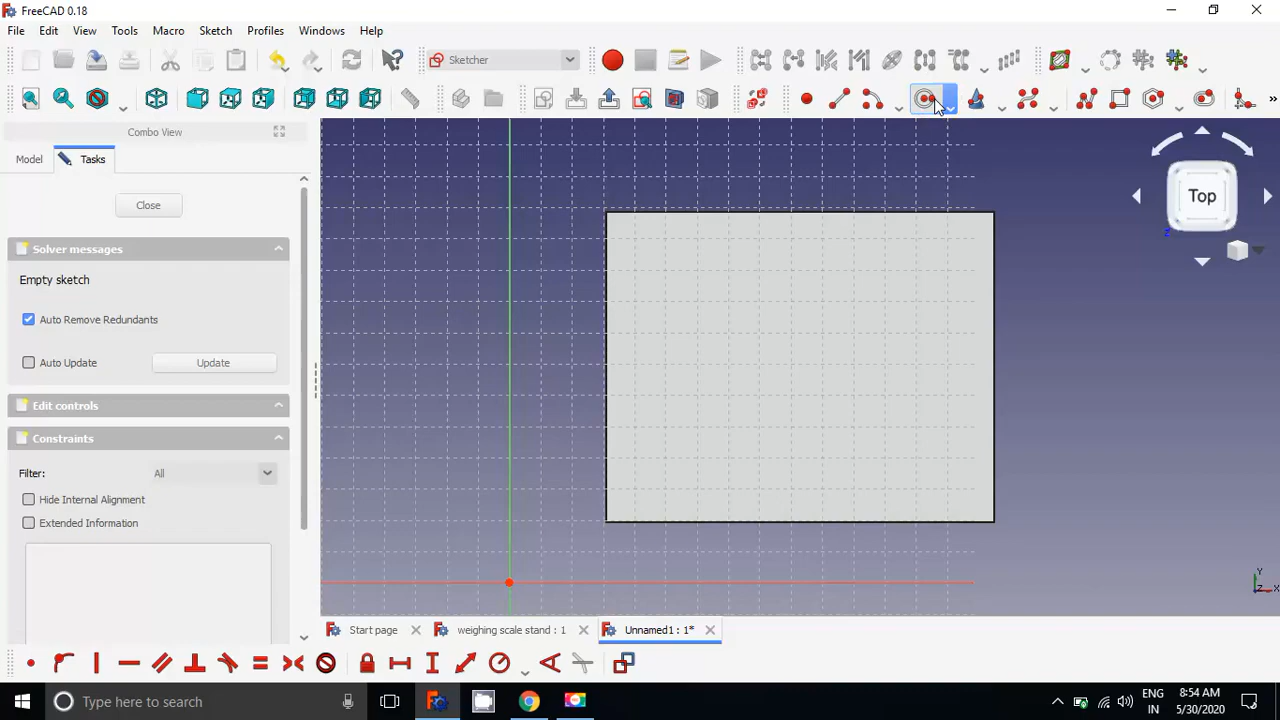 FreeCAD 0.18
File Edit View Tools Macro Sketch Profiles Windows Help
Sketcher
Combo View
Model Tasks
Close
Solver messages
Empty sketch
Auto Remove Redundants
Auto Update Update
Edit controls
Constraints
Filter: All
Hide Internal Alignment
Extended Information
Top
Z
Y
Z X
Start page weighing scale stand : 1 Unnamed1 : 1*
Type here to search
ENG
IN
8:54 AM
5/30/2020